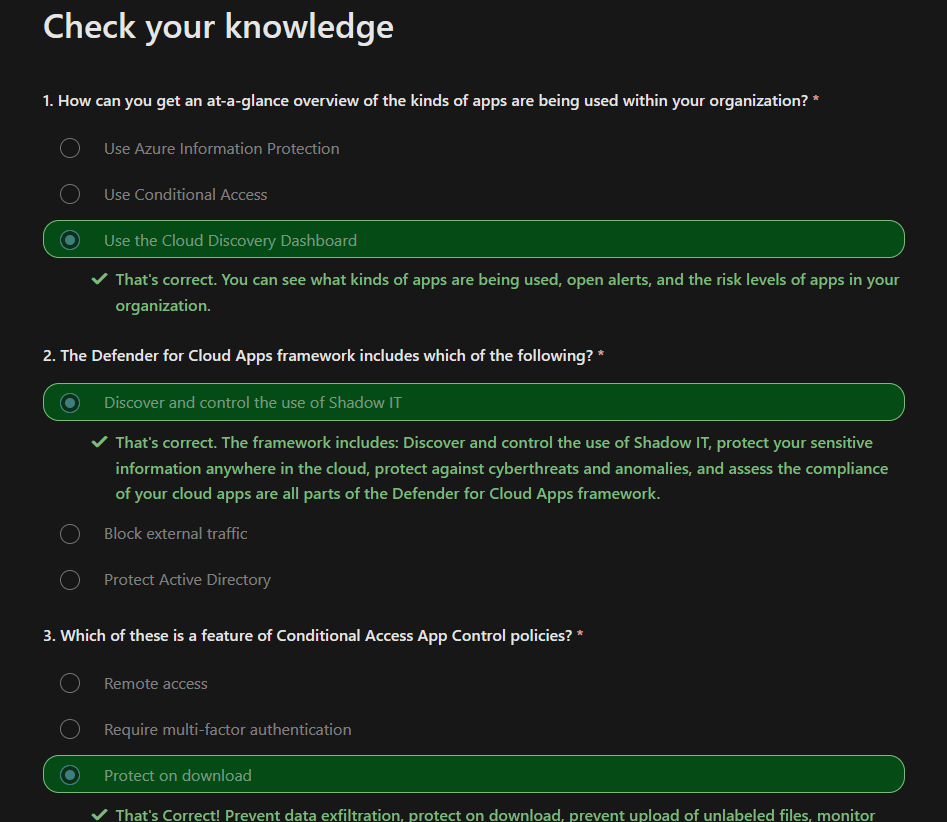 Check your knowledge
1. How can you get an at-a-glance overview of the kinds of apps are being used within your organization? *
Use Azure Information Protection
Use Conditional Access
Use the Cloud Discovery Dashboard
That's correct. You can see what kinds of apps are being used, open alerts, and the risk levels of apps in your
organization.
2. The Defender for Cloud Apps framework includes which of the following? *
Discover and control the use of Shadow IT
That's correct. The framework includes: Discover and control the use of Shadow IT, protect your sensitive
information anywhere in the cloud, protect against cyberthreats and anomalies, and assess the compliance
of your cloud apps are all parts of the Defender for Cloud Apps framework.
Block external traffic
Protect Active Directory
3. Which of these is a feature of Conditional Access App Control policies? *
Remote access
Require multi-factor authentication
Protect on download
That's Correct! Prevent data exfiltration, protect on download, prevent upload of unlabeled files, monitor